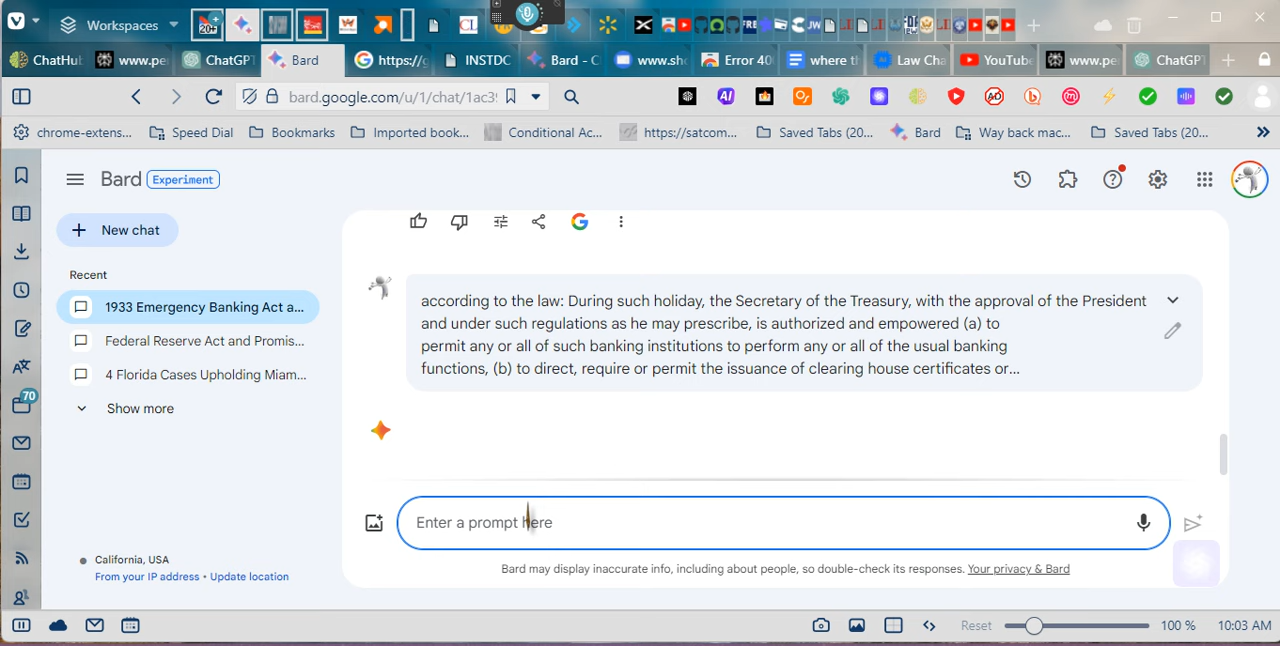 Workspaces
20+
CI
FRE
JW
ChatHu
www.pe
ChatGP
Bard
https://
INSTDC
Bard - C
www.sh
Error 40
where t
Law Cha
YouTub
www.pe
ChatGP
bard.google.com/u/1/chat/1ac3
AI
chrome-extens...
Speed Dial
Bookmarks
Imported book...
Conditional Ac...
https://satcom...
Saved Tabs (20...
Bard
Way back mac...
Saved Tabs (20...
Bard
Experiment
New chat
Recent
1933 Emergency Banking Act a...
Federal Reserve Act and Promis...
4 Florida Cases Upholding Miam...
Show more
70
according to the law: During such holiday, the Secretary of the Treasury, with the approval of the President
and under such regulations as he may prescribe, is authorized and empowered (a) to
permit any or all of such banking institutions to perform any or all of the usual banking
functions, (b) to direct, require or permit the issuance of clearing house certificates or...
Enter a prompt here
Bard may display inaccurate info, including about people, so double-check its responses. Your privacy & Bard
California, USA
From your IP address • Update location
Reset
100 %
10:03 AM